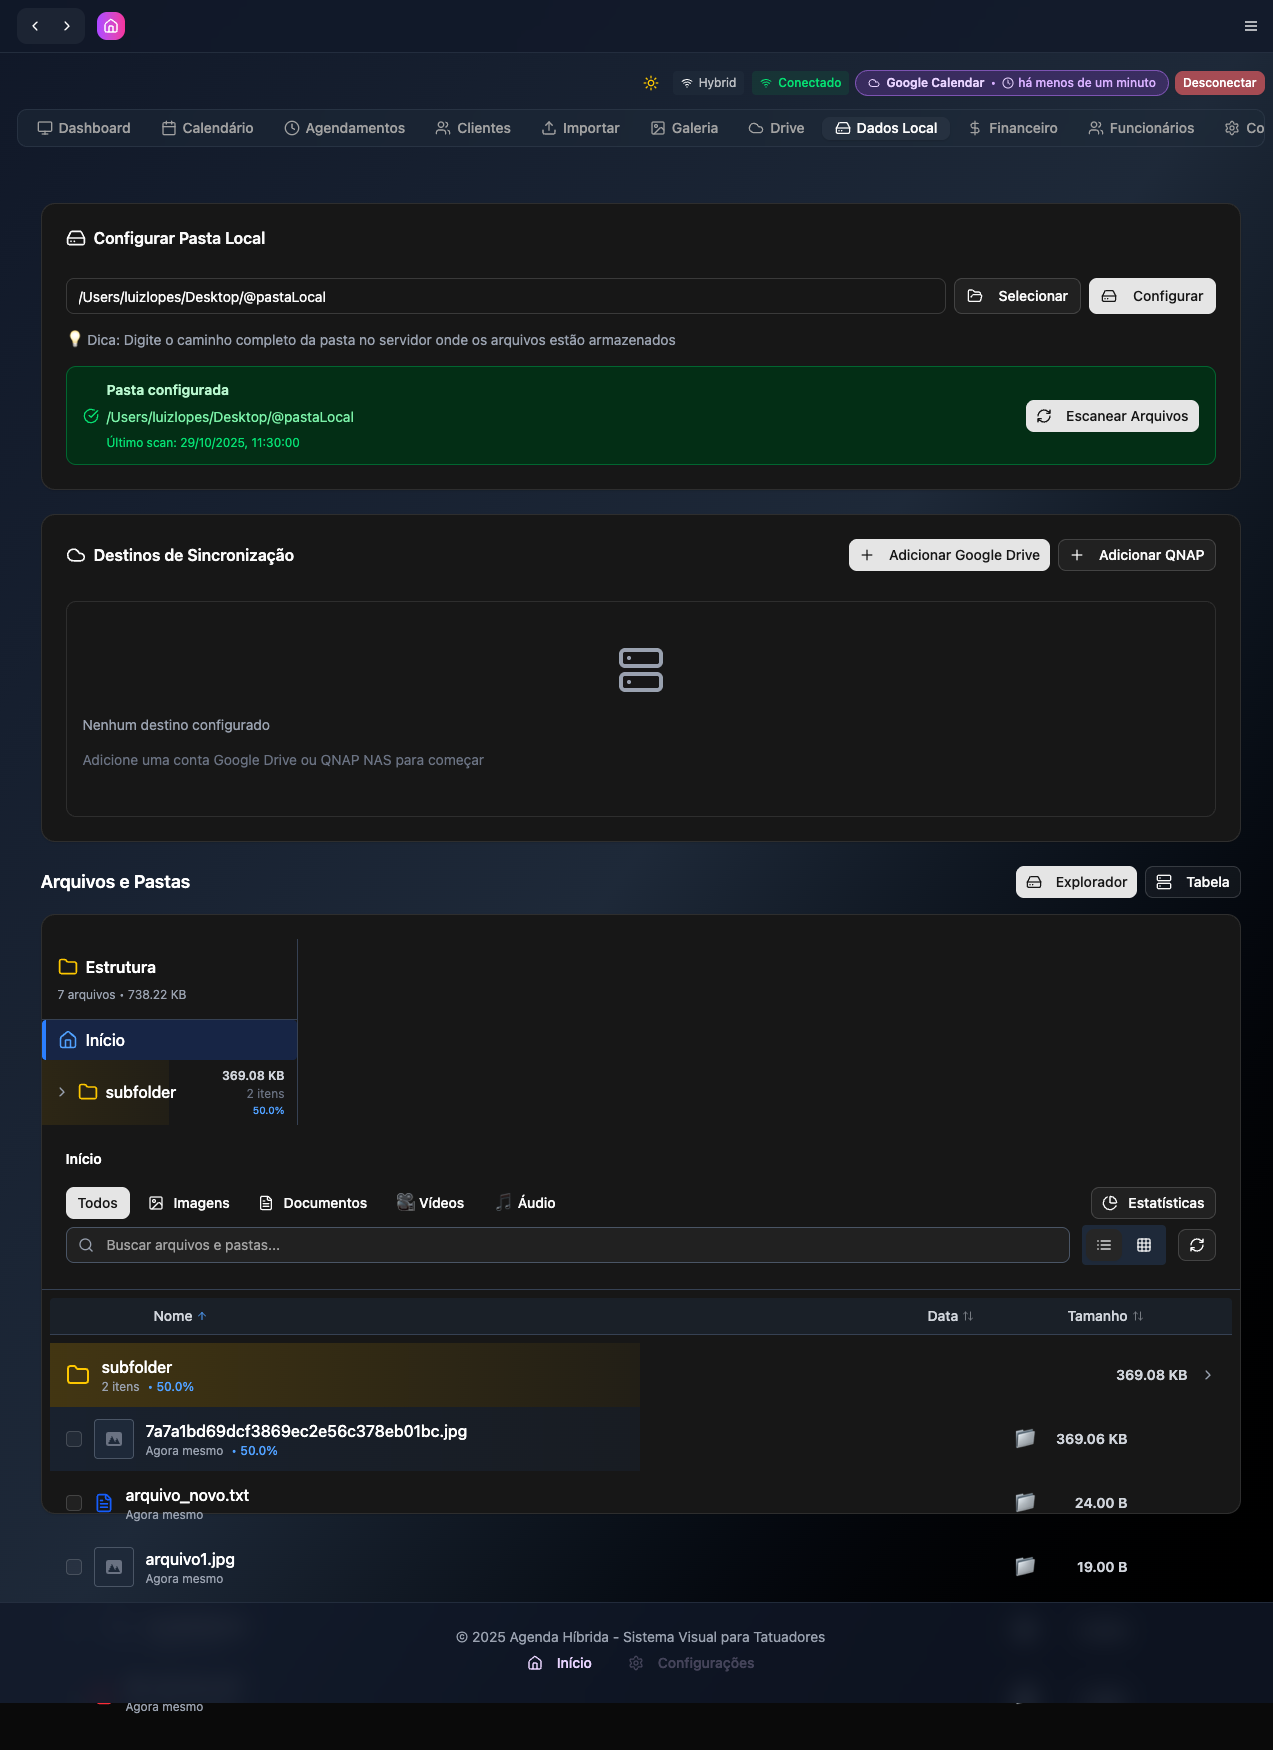 Hybrid
Conectado
Google Calendar • há menos de um minuto
Desconectar
Dashboard
Calendário
Agendamentos
Clientes
Importar
Galeria
Drive
Dados Local
Financeiro
Funcionários
Co
Configurar Pasta Local
/Users/luizlopes/Desktop/@pastaLocal
Selecionar
Configurar
Dica: Digite o caminho completo da pasta no servidor onde os arquivos estão armazenados
Pasta configurada
/Users/luizlopes/Desktop/@pastaLocal
Último scan: 29/10/2025, 11:30:00
Escanear Arquivos
Destinos de Sincronização
Adicionar Google Drive
Adicionar QNAP
Nenhum destino configurado
Adicione uma conta Google Drive ou QNAP NAS para começar
Arquivos e Pastas
Explorador
Tabela
Estrutura
7 arquivos • 738.22 KB
Início
subfolder
369.08 KB
2 itens
50.0%
Início
Todos
Imagens
Documentos
Vídeos
Áudio
Estatísticas
Buscar arquivos e pastas...
Nome ↑
Data ↑↓
Tamanho ↑↓
subfolder
2 itens • 50.0%
369.08 KB
7a7a1bd69dcf3869ec2e56c378eb01bc.jpg
Agora mesmo • 50.0%
369.06 KB
arquivo_novo.txt
Agora mesmo
24.00 B
arquivo1.jpg
Agora mesmo
19.00 B
© 2025 Agenda Híbrida - Sistema Visual para Tatuadores
Início
Configurações
Agora mesmo